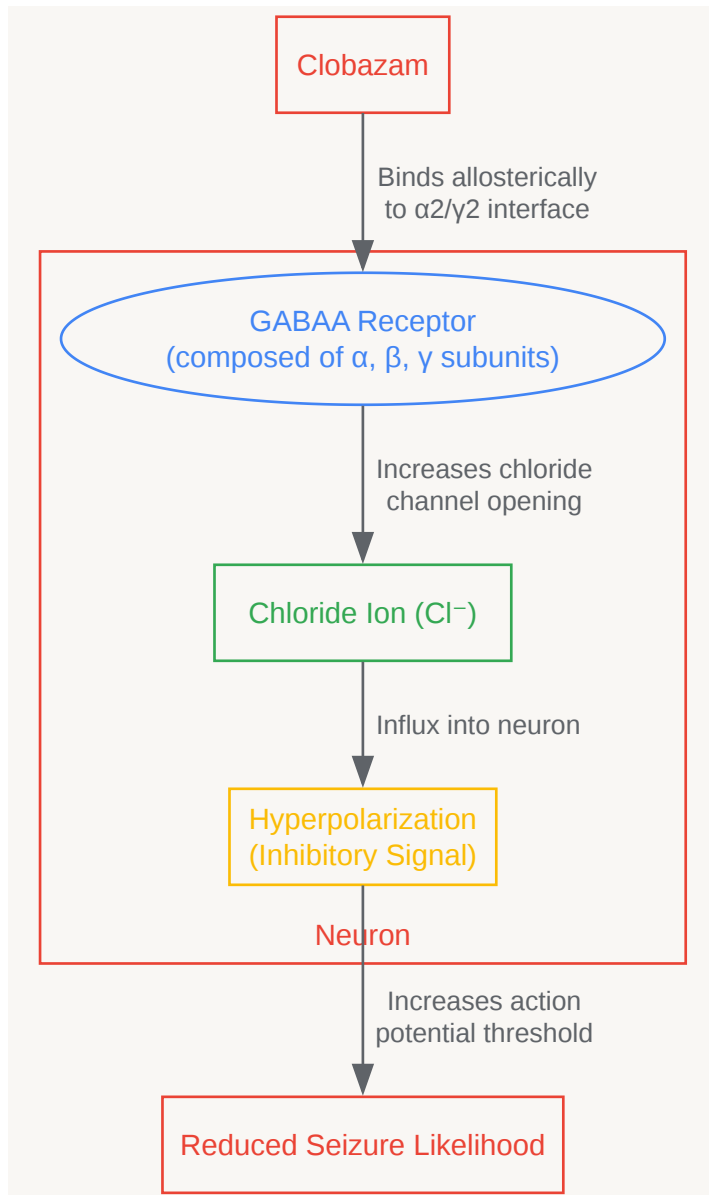 Clobazam
Binds allosterically
to α2/γ2 interface
GABAA Receptor
(composed of α, β, γ subunits)
Increases chloride
channel opening
Chloride Ion (Cl⁻)
Influx into neuron
Hyperpolarization
(Inhibitory Signal)
Neuron
Increases action
potential threshold
Reduced Seizure Likelihood